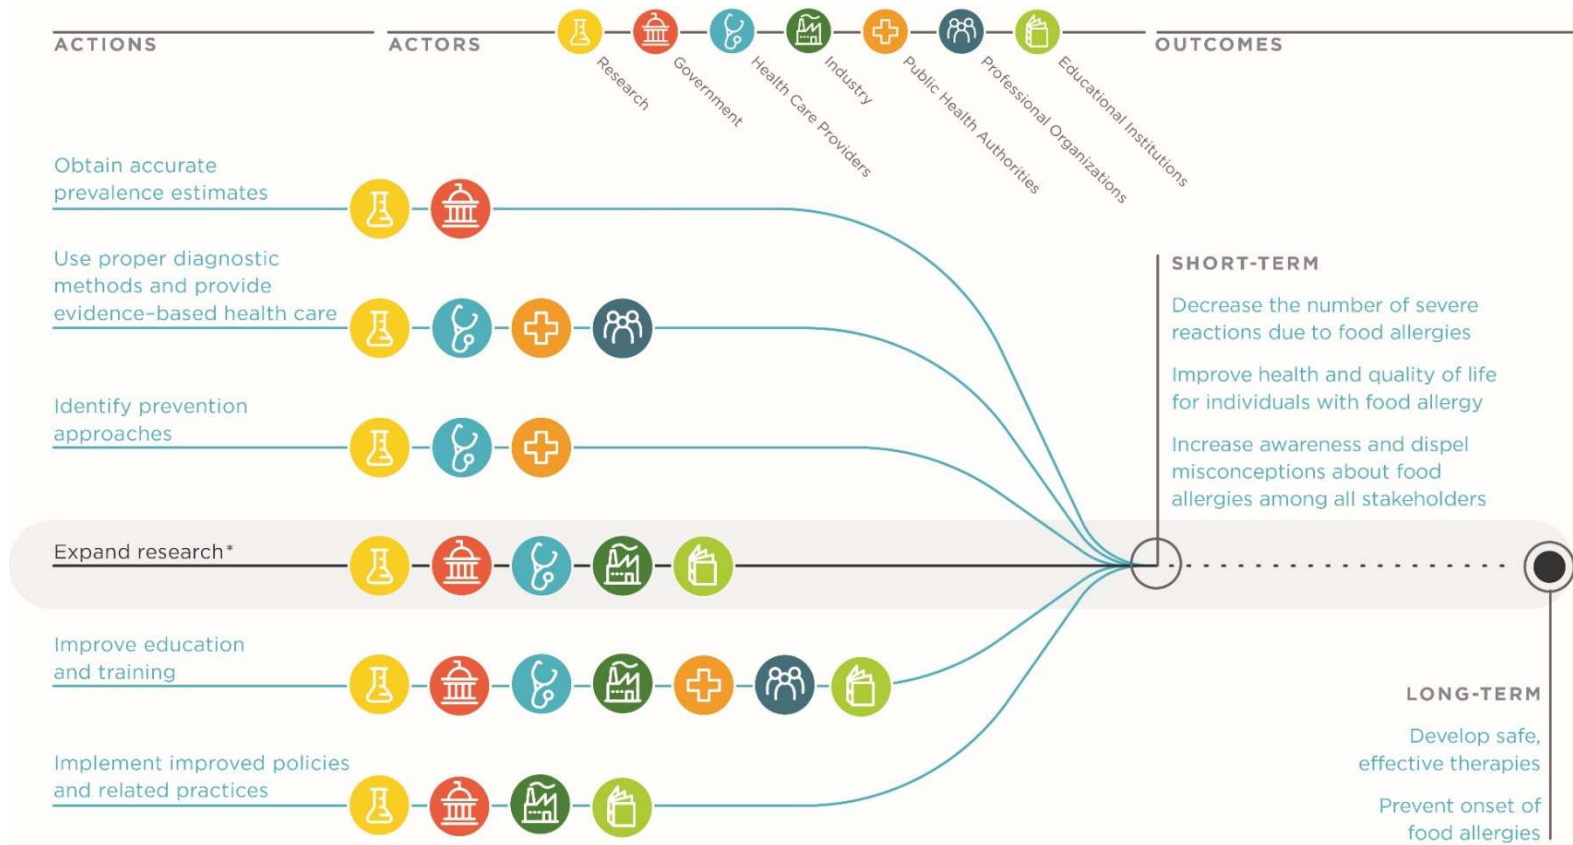 ACTIONS
ACTORS
OUTCOMES
Research
Government
Health Care Providers
Industry
Public Health Authorities
Professional Organizations
Educational Institutions
Obtain accurate
prevalence estimates
Use proper diagnostic
methods and provide
evidence–based health care
Identify prevention
approaches
Expand research*
Improve education
and training
Implement improved policies
and related practices
SHORT-TERM
Decrease the number of severe
reactions due to food allergies
Improve health and quality of life
for individuals with food allergy
Increase awareness and dispel
misconceptions about food
allergies among all stakeholders
LONG-TERM
Develop safe,
effective therapies
Prevent onset of
food allergies